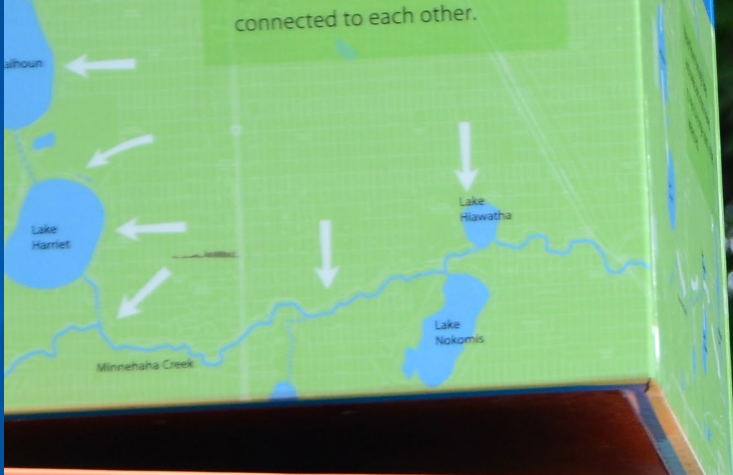 connected to each other.
alhoun
Lake
Harriet
Lake
Hiawatha
Lake
Nokomis
Minnehaha Creek